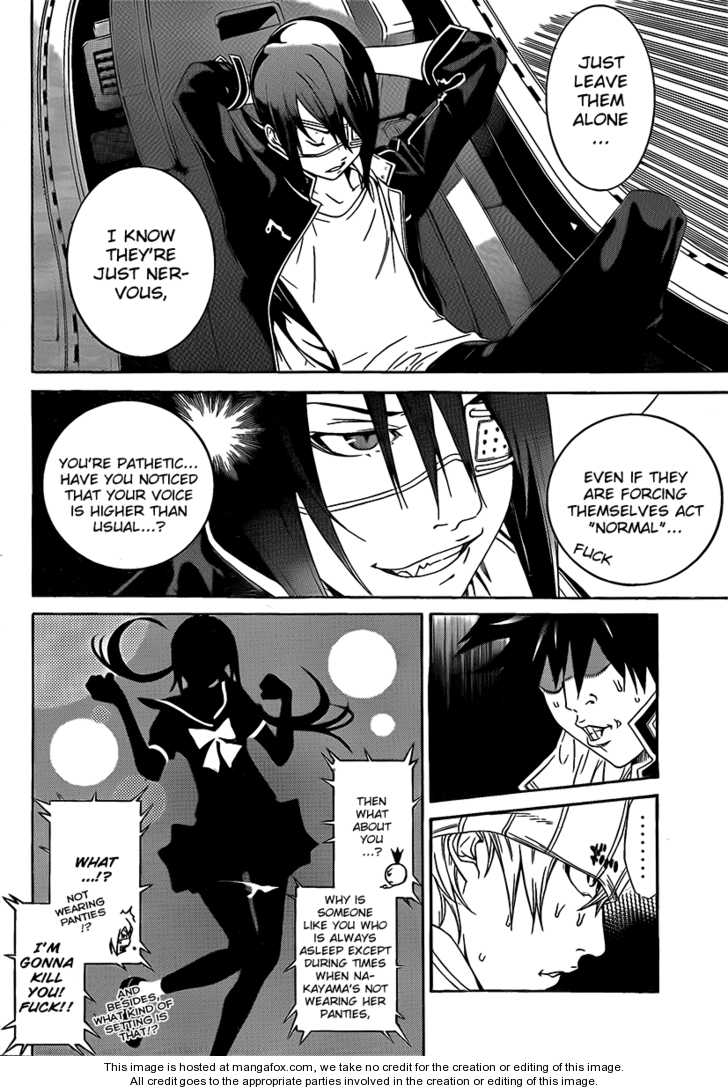 JUST
LEAVE
THEM
ALONE
...
I KNOW
THEY'RE
JUST NER-
VOUS,
EVEN IF THEY
ARE FORCING
THEMSELVES ACT
"NORMAL"...
FUCK
YOU'RE PATHETIC...
HAVE YOU NOTICED
THAT YOUR VOICE
IS HIGHER THAN
USUAL...?
........
THEN
WHAT
ABOUT
YOU
...?
WHY IS
SOMEONE
LIKE YOU WHO
IS ALWAYS
ASLEEP EXCEPT
DURING TIMES
WHEN NA-
KAYAMA'S NOT
WEARING HER
PANTIES,
WHAT
...!?
NOT
WEARING
PANTIES
!?
I'M
GONNA
KILL
YOU!
FUCK!!
AND
BESIDES,
WHAT KIND OF
SETTING IS
THAT!?
This image is hosted at mangafox.com, we take no credit for the creation or editing of this image.
All credit goes to the appropriate parties involved in the creation or editing of this image.